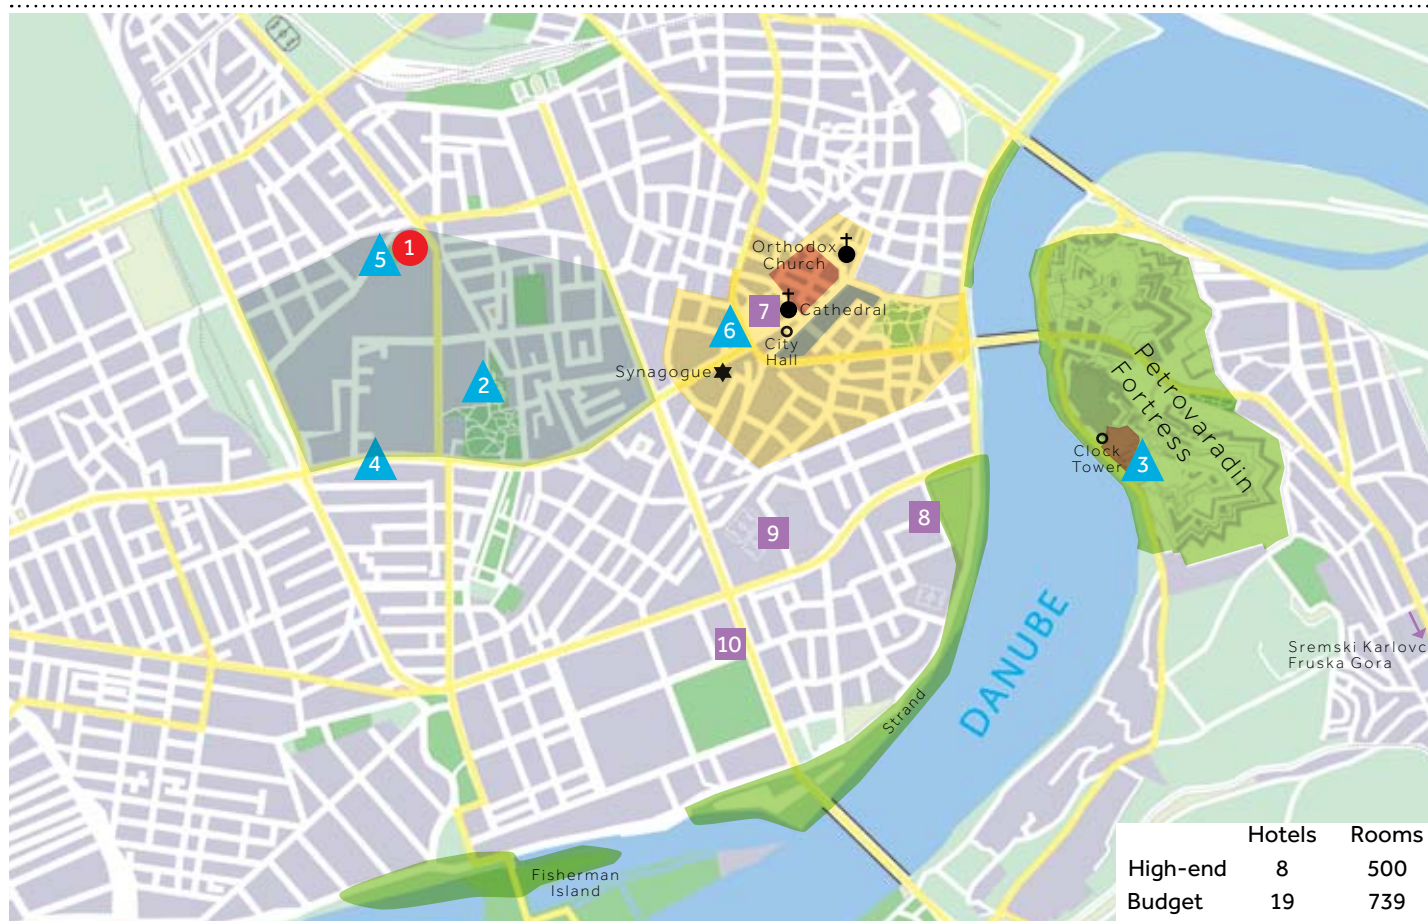 5
1
Orthodox
Church
7
Cathedral
6
City
Hall
Synagogue
2
4
Petrovaradin
Fortress
Clock
Tower
3
8
9
10
DANUBE
Strand
Sremski Karlovc
Fruska Gora
Fisherman
Island
Hotels Rooms
High-end 8 500
Budget 19 739